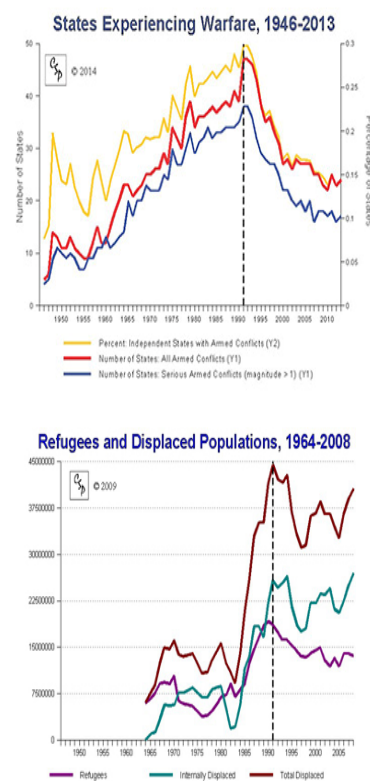 States Experiencing Warfare, 1946-2013
CSP
© 2014
Number of States
50
40
30
20
10
0
0.3
0.25
0.2
0.15
0.1
0.05
0
Percentage of States
1950 1955 1960 1965 1970 1975 1980 1985 1990 1995 2000 2005 2010
Percent: Independent States with Armed Conflicts (Y2)
Number of States: All Armed Conflicts (Y1)
Number of States: Serious Armed Conflicts (magnitude > 1) (Y1)
Refugees and Displaced Populations, 1964-2008
CSP
© 2009
45000000
37500000
30000000
22500000
15000000
7500000
0
1950 1955 1960 1965 1970 1975 1980 1985 1990 1995 2000 2005
Refugees Internally Displaced Total Displaced